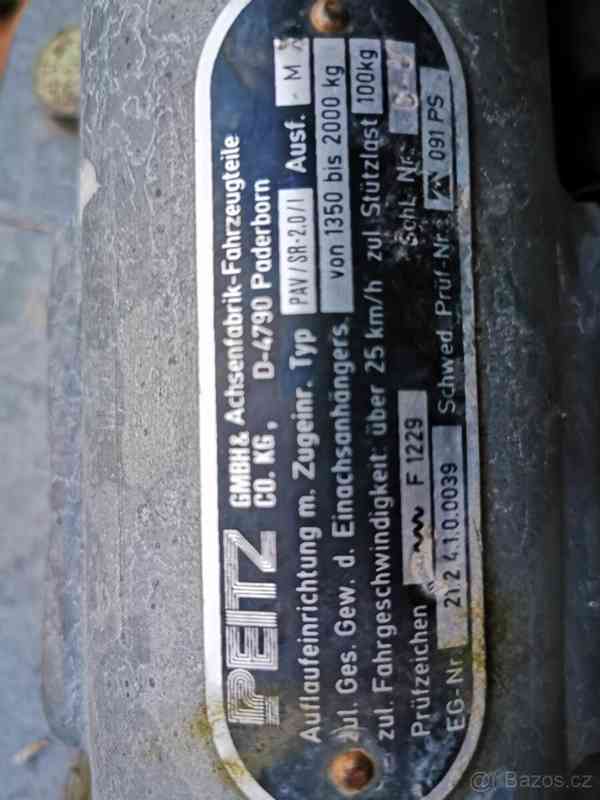 PEITZ GMBH& Achsenfabrik-Fahrzeugteile
CO. KG, D-4790 Paderborn
Auflaufeinrichtung m. Zugeinr. Typ PAV/SR-2.0/I Ausf. M
zul. Ges. Gew. d. Einachsanhängers. von 1350 bis 2000 kg
zul. Fahrgeschwindigkeit: über 25 km/h zul. Stützlast 100kg
Prüfzeichen F 1229 Schl. Nr.
EG-Nr. 21.2 4.1.0.0039 Schwed. Prüf-Nr.: 091 PS
Bazos.cz